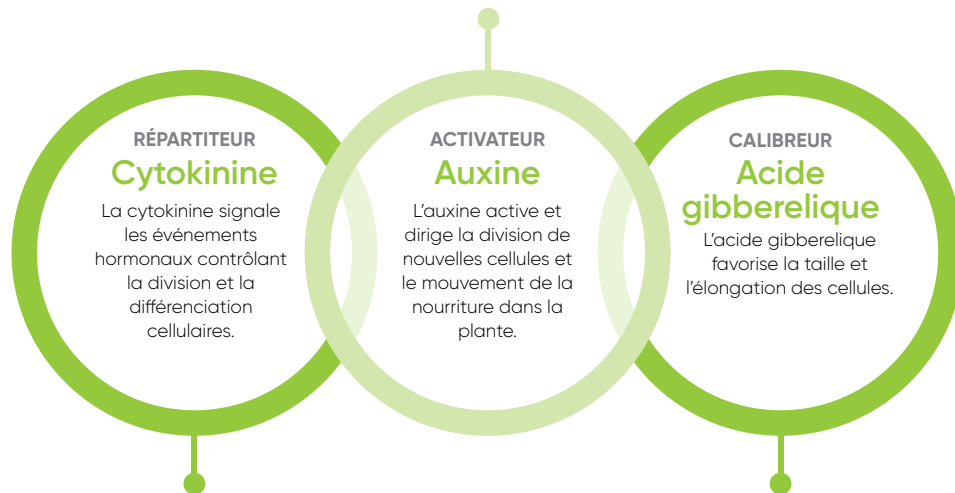 RÉPARTITEUR
Cytokinine
La cytokinine signale
les événements
hormonaux contrôlant
la division et la
différenciation
cellulaires.
ACTIVATEUR
Auxine
L’auxine active et
dirige la division de
nouvelles cellules et
le mouvement de la
nourriture dans la
plante.
CALIBREUR
Acide
gibberelique
L’acide gibberelique
favorise la taille et
l’élongation des cellules.